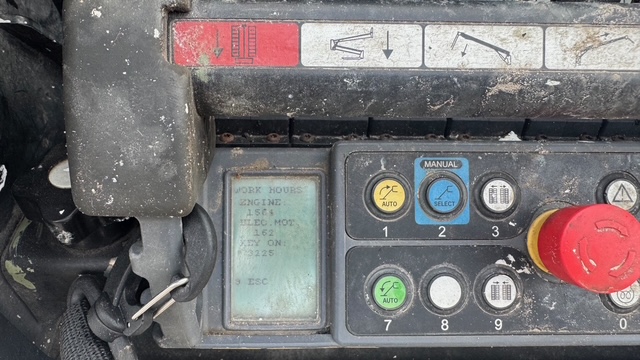 WORK HOURS
ENGINE:
1564
ELEC.MOT.
162
KEY ON:
3225
ESC
MANUAL
AUTO
SELECT
1
2
3
AUTO
7
8
9
0